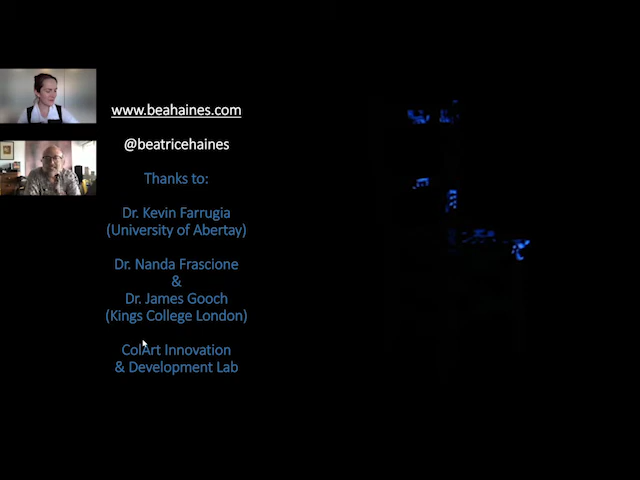 www.beahaines.com
@beatricehaines
Thanks to:
Dr. Kevin Farrugia
(University of Abertay)
Dr. Nanda Frascione
&
Dr. James Gooch
(Kings College London)
ColArt Innovation
& Development Lab